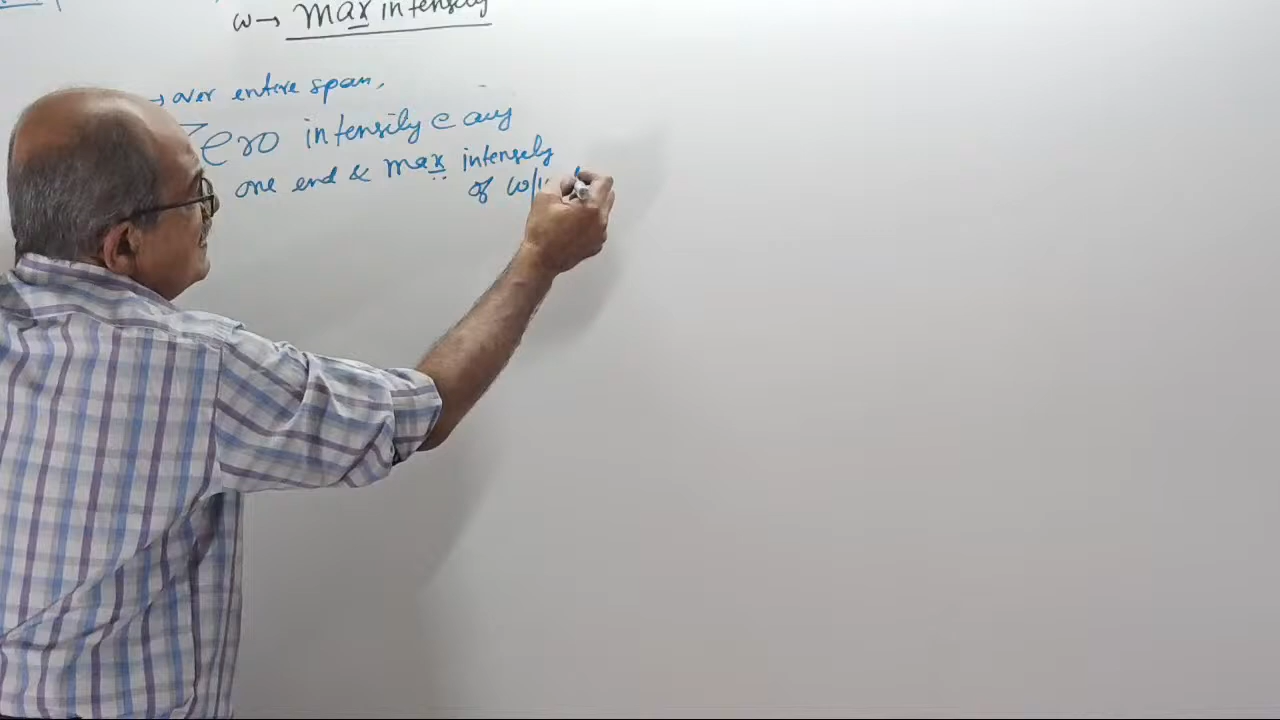 ω → max intensity
→ over entire span,
Zero intensity @ any
one end & max intensity
of w/u